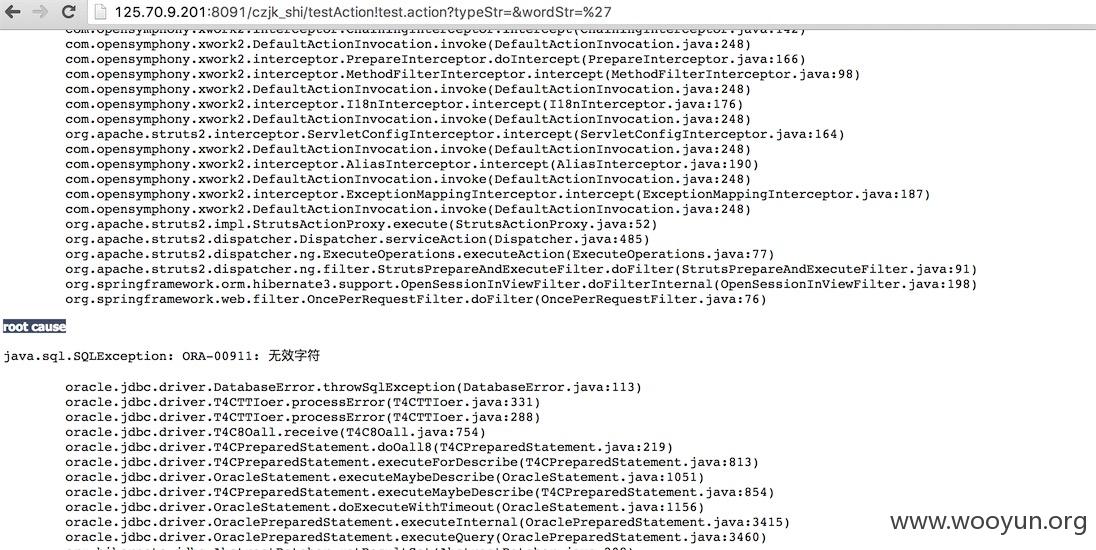 125.70.9.201:8091/czjk_shi/testAction!test.action?typeStr=&wordStr=%27
com.opensymphony.xwork2.interceptor.ChainingInterceptor.intercept(ChainingInterceptor.java:142)
com.opensymphony.xwork2.DefaultActionInvocation.invoke(DefaultActionInvocation.java:248)
com.opensymphony.xwork2.interceptor.PrepareInterceptor.doIntercept(PrepareInterceptor.java:166)
com.opensymphony.xwork2.interceptor.MethodFilterInterceptor.intercept(MethodFilterInterceptor.java:98)
com.opensymphony.xwork2.DefaultActionInvocation.invoke(DefaultActionInvocation.java:248)
com.opensymphony.xwork2.interceptor.I18nInterceptor.intercept(I18nInterceptor.java:176)
com.opensymphony.xwork2.DefaultActionInvocation.invoke(DefaultActionInvocation.java:248)
org.apache.struts2.interceptor.ServletConfigInterceptor.intercept(ServletConfigInterceptor.java:164)
com.opensymphony.xwork2.DefaultActionInvocation.invoke(DefaultActionInvocation.java:248)
com.opensymphony.xwork2.interceptor.AliasInterceptor.intercept(AliasInterceptor.java:190)
com.opensymphony.xwork2.DefaultActionInvocation.invoke(DefaultActionInvocation.java:248)
com.opensymphony.xwork2.interceptor.ExceptionMappingInterceptor.intercept(ExceptionMappingInterceptor.java:187)
com.opensymphony.xwork2.DefaultActionInvocation.invoke(DefaultActionInvocation.java:248)
org.apache.struts2.impl.StrutsActionProxy.execute(StrutsActionProxy.java:52)
org.apache.struts2.dispatcher.Dispatcher.serviceAction(Dispatcher.java:485)
org.apache.struts2.dispatcher.ng.ExecuteOperations.executeAction(ExecuteOperations.java:77)
org.apache.struts2.dispatcher.ng.filter.StrutsPrepareAndExecuteFilter.doFilter(StrutsPrepareAndExecuteFilter.java:91)
org.springframework.orm.hibernate3.support.OpenSessionInViewFilter.doFilterInternal(OpenSessionInViewFilter.java:198)
org.springframework.web.filter.OncePerRequestFilter.doFilter(OncePerRequestFilter.java:76)
root cause
java.sql.SQLException: ORA-00911: 无效字符
oracle.jdbc.driver.DatabaseError.throwSqlException(DatabaseError.java:113)
oracle.jdbc.driver.T4CTTIoer.processError(T4CTTIoer.java:331)
oracle.jdbc.driver.T4CTTIoer.processError(T4CTTIoer.java:288)
oracle.jdbc.driver.T4C8Oall.receive(T4C8Oall.java:754)
oracle.jdbc.driver.T4CPreparedStatement.doOall8(T4CPreparedStatement.java:219)
oracle.jdbc.driver.T4CPreparedStatement.executeForDescribe(T4CPreparedStatement.java:813)
oracle.jdbc.driver.OracleStatement.executeMaybeDescribe(OracleStatement.java:1051)
oracle.jdbc.driver.T4CPreparedStatement.executeMaybeDescribe(T4CPreparedStatement.java:854)
oracle.jdbc.driver.OracleStatement.doExecuteWithTimeout(OracleStatement.java:1156)
oracle.jdbc.driver.OraclePreparedStatement.executeInternal(OraclePreparedStatement.java:3415)
oracle.jdbc.driver.OraclePreparedStatement.executeQuery(OraclePreparedStatement.java:3460)
www.wooyun.org